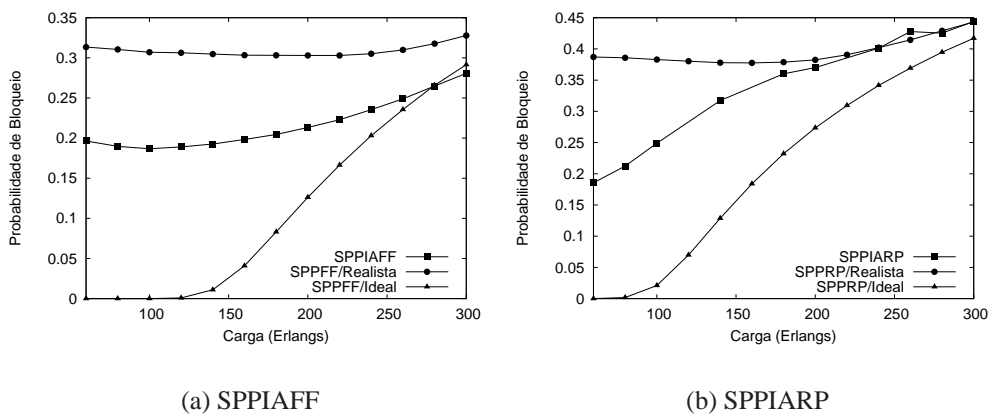 0.35
0.3
0.25
0.2
0.15
0.1
0.05
0
Probabilidade de Bloqueio
100 150 200 250 300
Carga (Erlangs)
SPPIAFF
SPPFF/Realista
SPPFF/Ideal
(a) SPPIAFF
0.45
0.4
0.35
0.3
0.25
0.2
0.15
0.1
0.05
0
Probabilidade de Bloqueio
100 150 200 250 300
Carga (Erlangs)
SPPIARP
SPPRP/Realista
SPPRP/Ideal
(b) SPPIARP